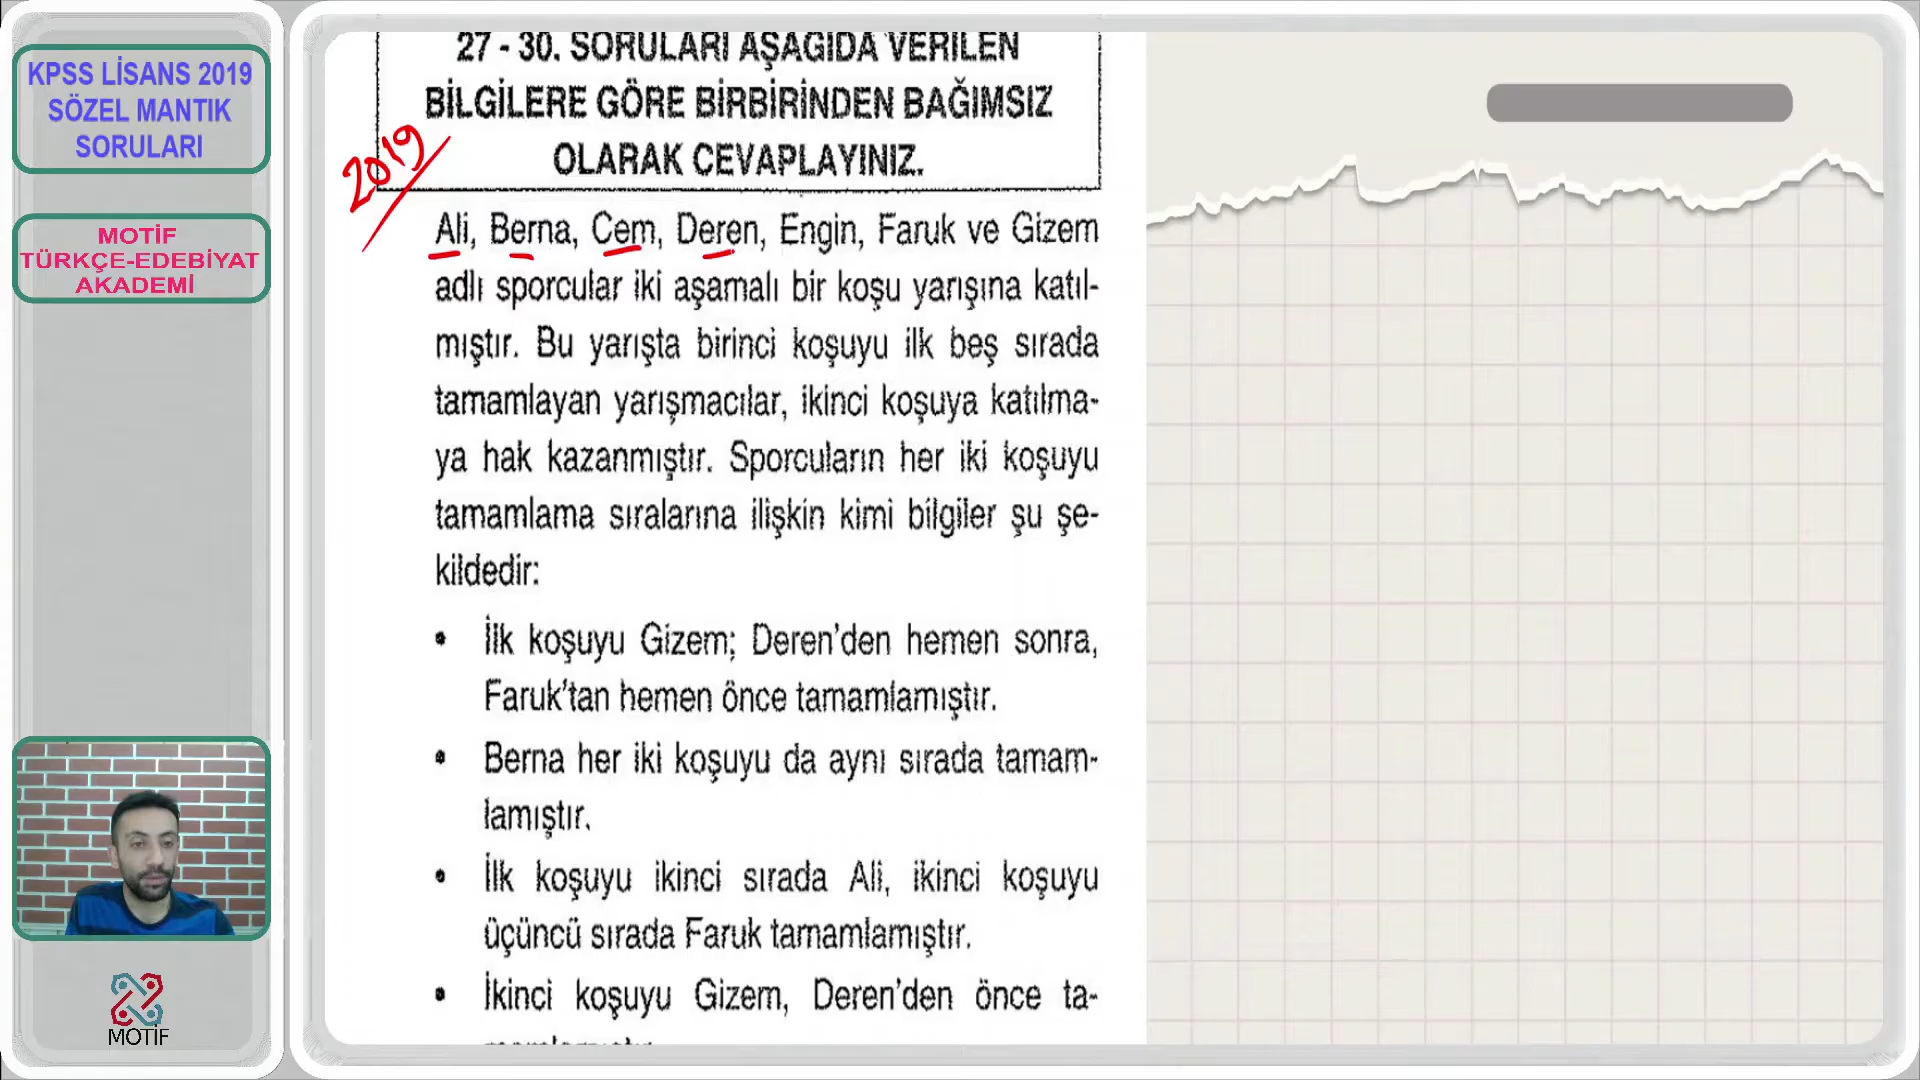 KPSS LİSANS 2019
SÖZEL MANTIK
SORULARI
MOTİF
TÜRKÇE-EDEBİYAT
AKADEMİ
MOTİF
27 - 30. SORULARI AŞAĞIDA VERİLEN
BİLGİLERE GÖRE BİRBİRİNDEN BAĞIMSIZ
OLARAK CEVAPLAYINIZ.
2019
Ali, Berna, Cem, Deren, Engin, Faruk ve Gizem
adlı sporcular iki aşamalı bir koşu yarışına katıl-
mıştır. Bu yarışta birinci koşuyu ilk beş sırada
tamamlayan yarışmacılar, ikinci koşuya katılma-
ya hak kazanmıştır. Sporcuların her iki koşuyu
tamamlama sıralarına ilişkin kimi bilgiler şu şe-
kildedir:
• İlk koşuyu Gizem; Deren'den hemen sonra,
Faruk'tan hemen önce tamamlamıştır.
• Berna her iki koşuyu da aynı sırada tamam-
lamıştır.
• İlk koşuyu ikinci sırada Ali, ikinci koşuyu
üçüncü sırada Faruk tamamlamıştır.
• İkinci koşuyu Gizem, Deren'den önce ta-